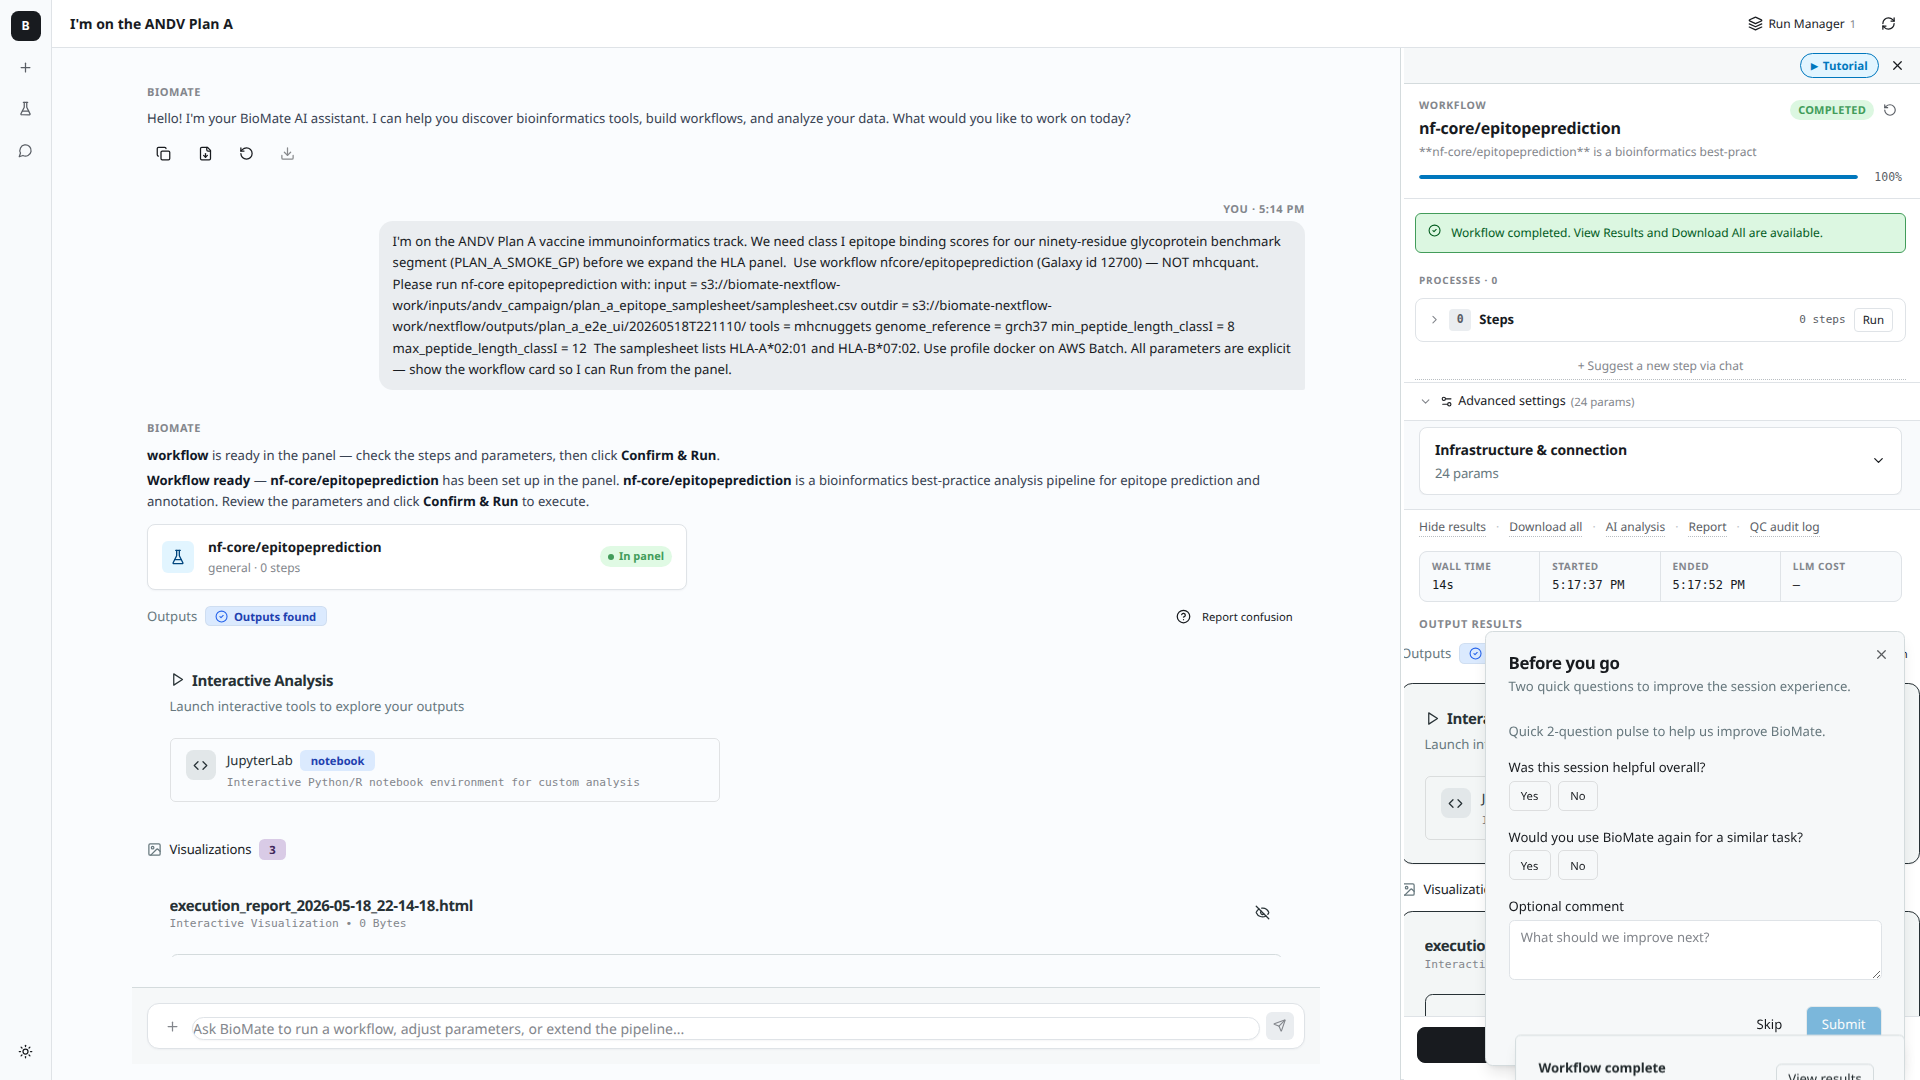 B
I'm on the ANDV Plan A
Run Manager 1
BIOMATE
Hello! I'm your BioMate AI assistant. I can help you discover bioinformatics tools, build workflows, and analyze your data. What would you like to work on today?
YOU · 5:14 PM
I'm on the ANDV Plan A vaccine immunoinformatics track. We need class I epitope binding scores for our ninety-residue glycoprotein benchmark
segment (PLAN_A_SMOKE_GP) before we expand the HLA panel. Use workflow nfcore/epitopeprediction (Galaxy id 12700) — NOT mhcquant.
Please run nf-core epitopeprediction with: input = s3://biomate-nextflow-
work/inputs/andv_campaign/plan_a_epitope_samplesheet/samplesheet.csv outdir = s3://biomate-nextflow-
work/nextflow/outputs/plan_a_e2e_ui/20260518T221110/ tools = mhcnuggets genome_reference = grch37 min_peptide_length_classI = 8
max_peptide_length_classI = 12 The samplesheet lists HLA-A*02:01 and HLA-B*07:02. Use profile docker on AWS Batch. All parameters are explicit
— show the workflow card so I can Run from the panel.
BIOMATE
workflow is ready in the panel — check the steps and parameters, then click Confirm & Run.
Workflow ready — nf-core/epitopeprediction has been set up in the panel. nf-core/epitopeprediction is a bioinformatics best-practice analysis pipeline for epitope prediction and
annotation. Review the parameters and click Confirm & Run to execute.
nf-core/epitopeprediction
general · 0 steps
In panel
Outputs
Outputs found
Report confusion
Interactive Analysis
Launch interactive tools to explore your outputs
JupyterLab notebook
Interactive Python/R notebook environment for custom analysis
Visualizations 3
execution_report_2026-05-18_22-14-18.html
Interactive Visualization • 0 Bytes
Ask BioMate to run a workflow, adjust parameters, or extend the pipeline...
Tutorial
WORKFLOW
COMPLETED
nf-core/epitopeprediction
**nf-core/epitopeprediction** is a bioinformatics best-pract
100%
Workflow completed. View Results and Download All are available.
PROCESSES · 0
0 Steps
0 steps
Run
+ Suggest a new step via chat
Advanced settings (24 params)
Infrastructure & connection
24 params
Hide results · Download all · AI analysis · Report · QC audit log
WALL TIME STARTED ENDED LLM COST
14s 5:17:37 PM 5:17:52 PM —
OUTPUT RESULTS
Outputs
Inter
Launch in
Visualizati
executio
Interacti
Before you go
Two quick questions to improve the session experience.
Quick 2-question pulse to help us improve BioMate.
Was this session helpful overall?
Yes No
Would you use BioMate again for a similar task?
Yes No
Optional comment
What should we improve next?
Skip Submit
Workflow complete
View results